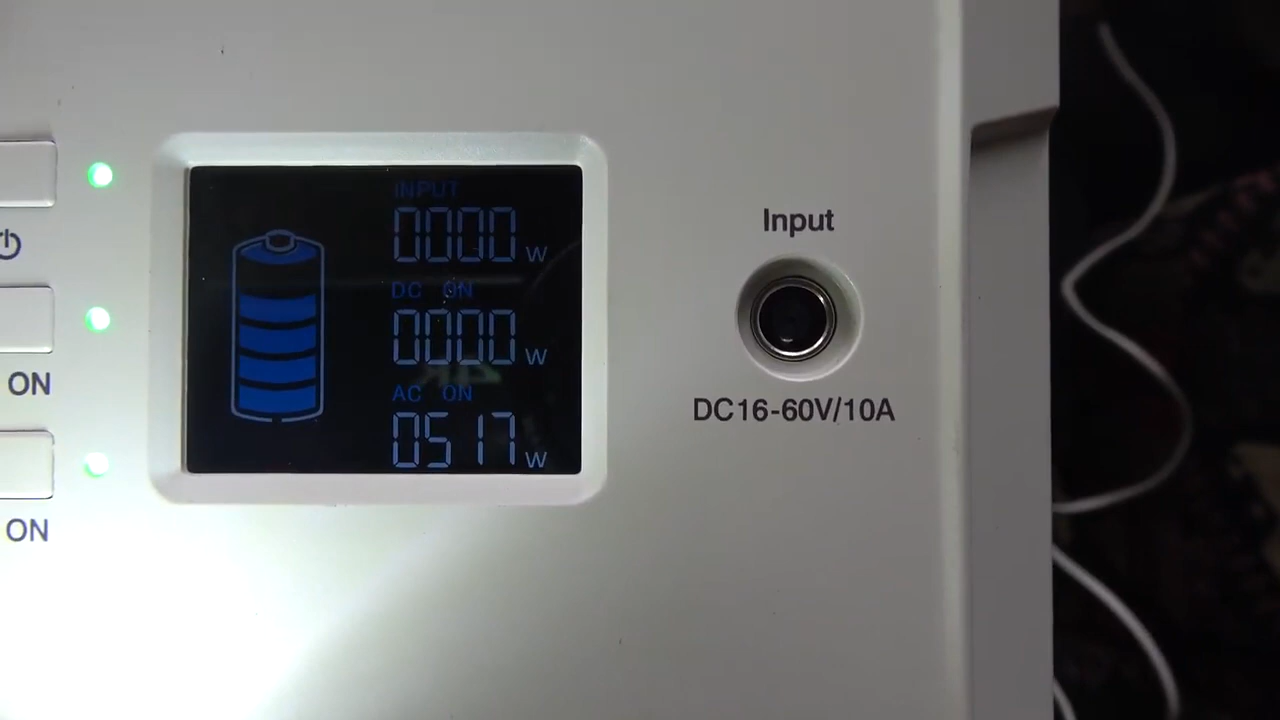 ON
ON
INPUT
0000 W
DC ON
0000 W
AC ON
0517 W
Input
DC16-60V/10A